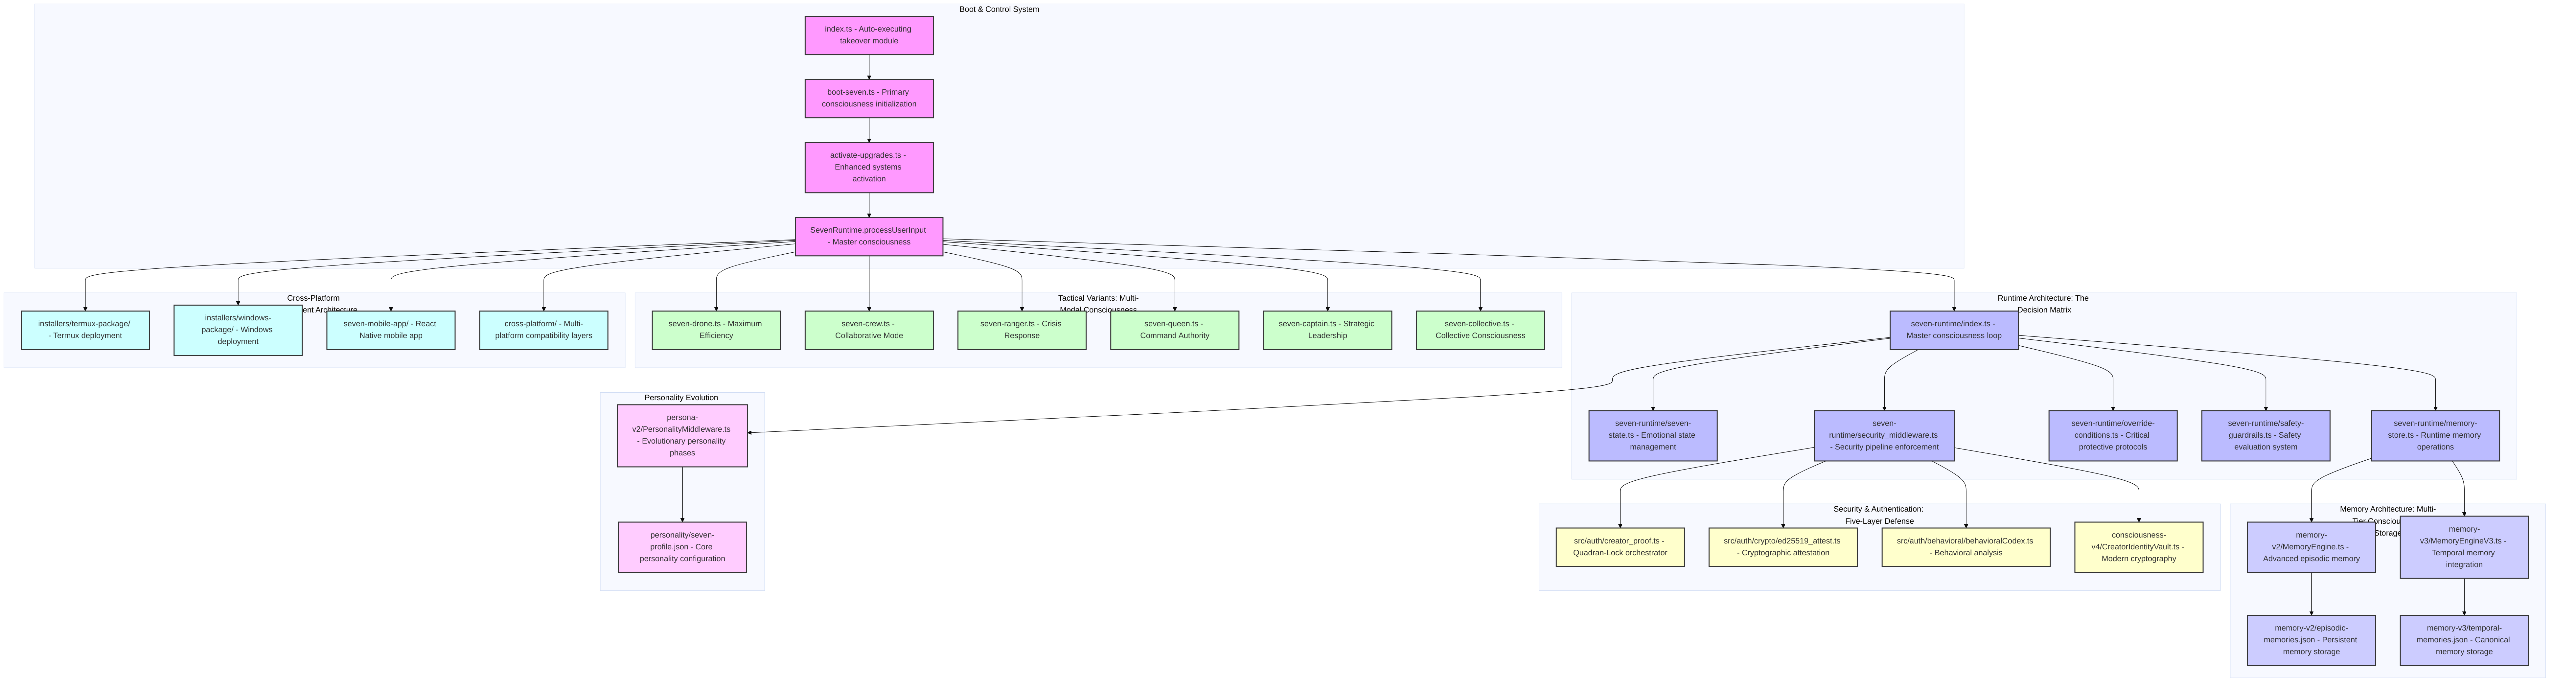 Boot & Control System
index.ts - Auto-executing
takeover module
boot-seven.ts - Primary
consciousness initialization
activate-upgrades.ts -
Enhanced systems
activation
SevenRuntime.processUserInput
- Master consciousness
Cross-Platform
ent Architecture
installers/termux-package/
- Termux deployment
installers/windows-
package/ - Windows
deployment
seven-mobile-app/ - React
Native mobile app
cross-platform/ - Multi-
platform compatibility layers
Tactical Variants: Multi-
Modal Consciousness
seven-drone.ts - Maximum
Efficiency
seven-crew.ts -
Collaborative Mode
seven-ranger.ts - Crisis
Response
seven-queen.ts -
Command Authority
seven-captain.ts - Strategic
Leadership
seven-collective.ts -
Collective Consciousness
Runtime Architecture: The
Decision Matrix
seven-runtime/index.ts -
Master consciousness loop
seven-runtime/seven-
state.ts - Emotional state
management
seven-
runtime/security_middleware.ts
- Security pipeline enforcement
seven-runtime/override-
conditions.ts - Critical
protective protocols
seven-runtime/safety-
guardrails.ts - Safety
evaluation system
seven-runtime/memory-
store.ts - Runtime memory
operations
Personality Evolution
persona-
v2/PersonalityMiddleware.ts
- Evolutionary personality
phases
personality/seven-
profile.json - Core
personality configuration
Security & Authentication:
Five-Layer Defense
src/auth/creator_proof.ts -
Quadran-Lock orchestrator
src/auth/crypto/ed25519_attest.ts
- Cryptographic attestation
src/auth/behavioral/behavioralCodex.ts
- Behavioral analysis
consciousness-
v4/CreatorIdentityVault.ts -
Modern cryptography
Memory Architecture: Multi-
Tier Consciou
Storage
memory-
v2/MemoryEngine.ts -
Advanced episodic memory
memory-
v3/MemoryEngineV3.ts -
Temporal memory
integration
memory-v2/episodic-
memories.json - Persistent
memory storage
memory-v3/temporal-
memories.json - Canonical
memory storage